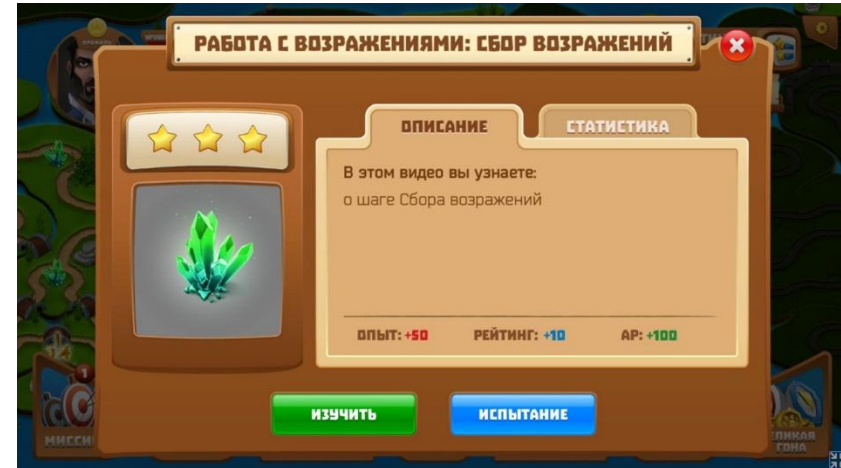 РАБОТА С ВОЗРАЖЕНИЯМИ: СБОР ВОЗРАЖЕНИЙ
ОПИСАНИЕ
СТАТИСТИКА
В этом видео вы узнаете:
о шаге Сбора возражений
ОПЫТ: +50 РЕЙТИНГ: +10 АР: +100
ИЗУЧИТЬ
ИСПЫТАНИЕ
1